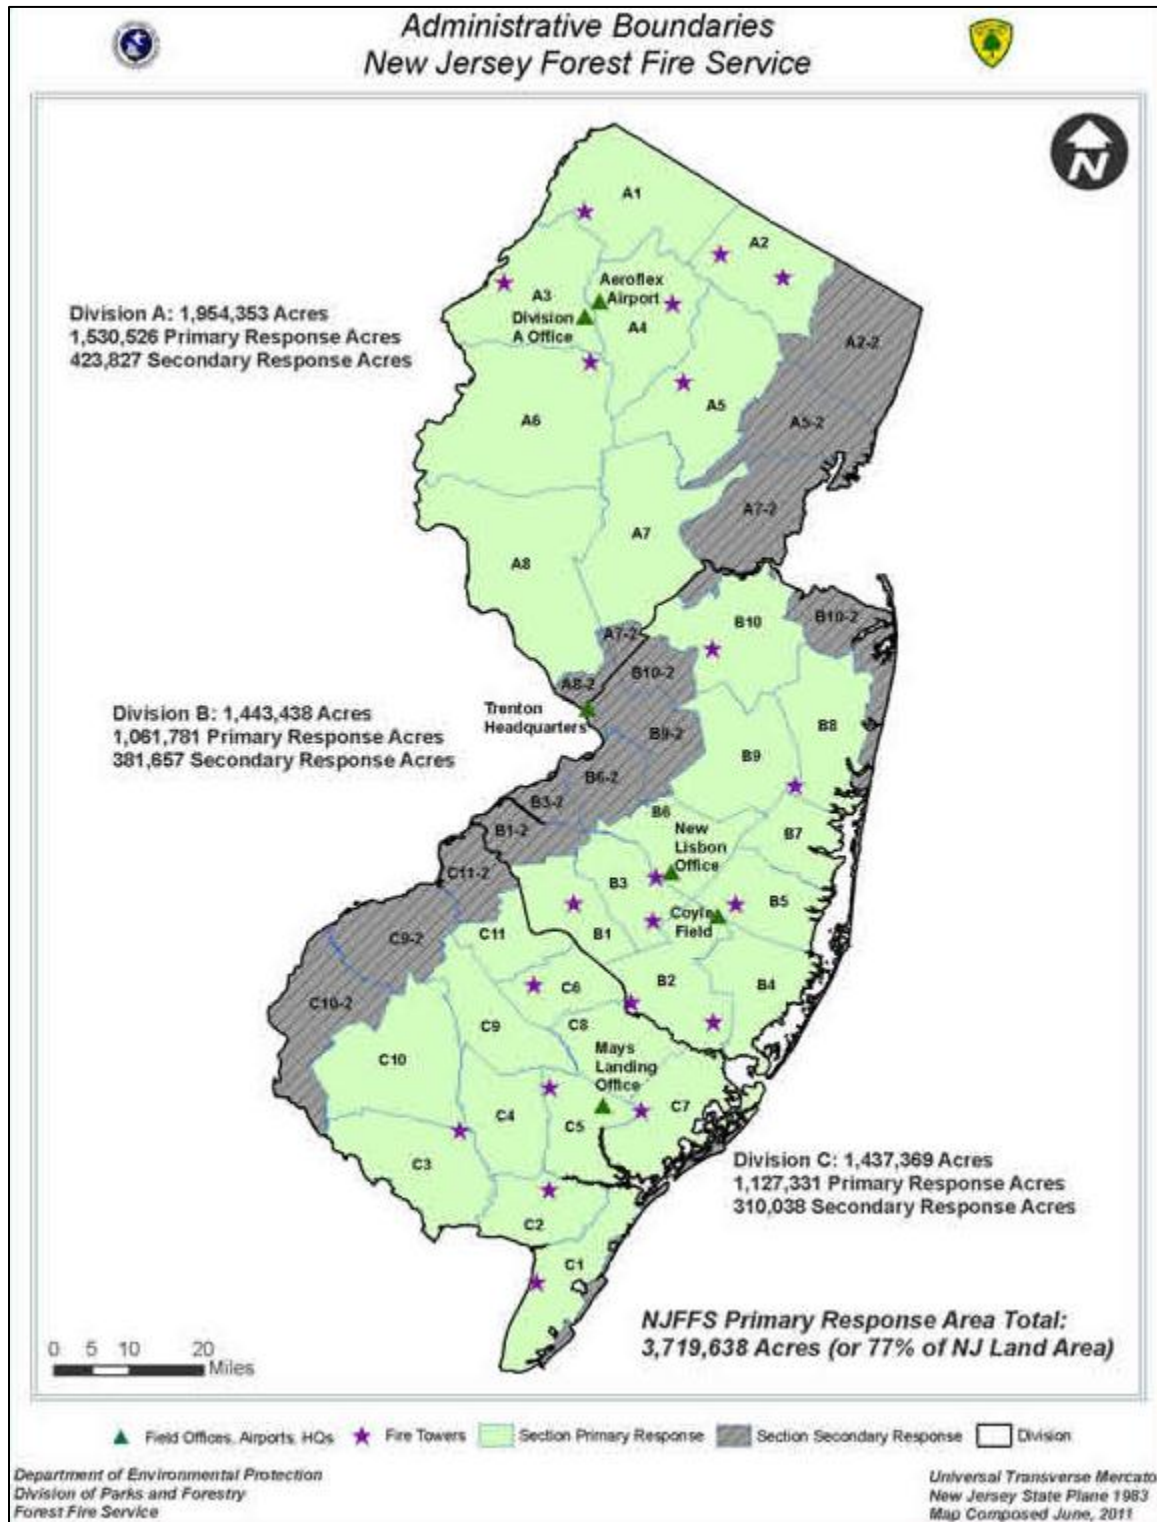 Administrative Boundaries
New Jersey Forest Fire Service
N
A1
A2
Aeroflex
Airport
A3
Division
A Office
A4
Division A: 1,954,353 Acres
1,530,526 Primary Response Acres
423,827 Secondary Response Acres
A2-2
A5
A6
A5-2
A7-2
A7
A8
B10
B10-2
A7-2
B10-2
A8-2
Trenton
Headquarters
Division B: 1,443,438 Acres
1,061,781 Primary Response Acres
381,657 Secondary Response Acres
B8
B9-2
B9
B6-2
B3-2
B6
B1-2
New
Lisbon
Office
B7
C11-2
B3
B5
Coyle
Field
C11
B1
C9-2
B2
B4
C6
C10-2
C9
C8
Mays
Landing
Office
C10
C4
C5
C7
C3
Division C: 1,437,369 Acres
1,127,331 Primary Response Acres
310,038 Secondary Response Acres
C2
C1
NJFFS Primary Response Area Total:
3,719,638 Acres (or 77% of NJ Land Area)
0 5 10 20
Miles
Field Offices, Airports, HQs
Fire Towers
Section Primary Response
Section Secondary Response
Division
Department of Environmental Protection
Division of Parks and Forestry
Forest Fire Service
Universal Transverse Mercato
New Jersey State Plane 1983
Map Composed June, 2011